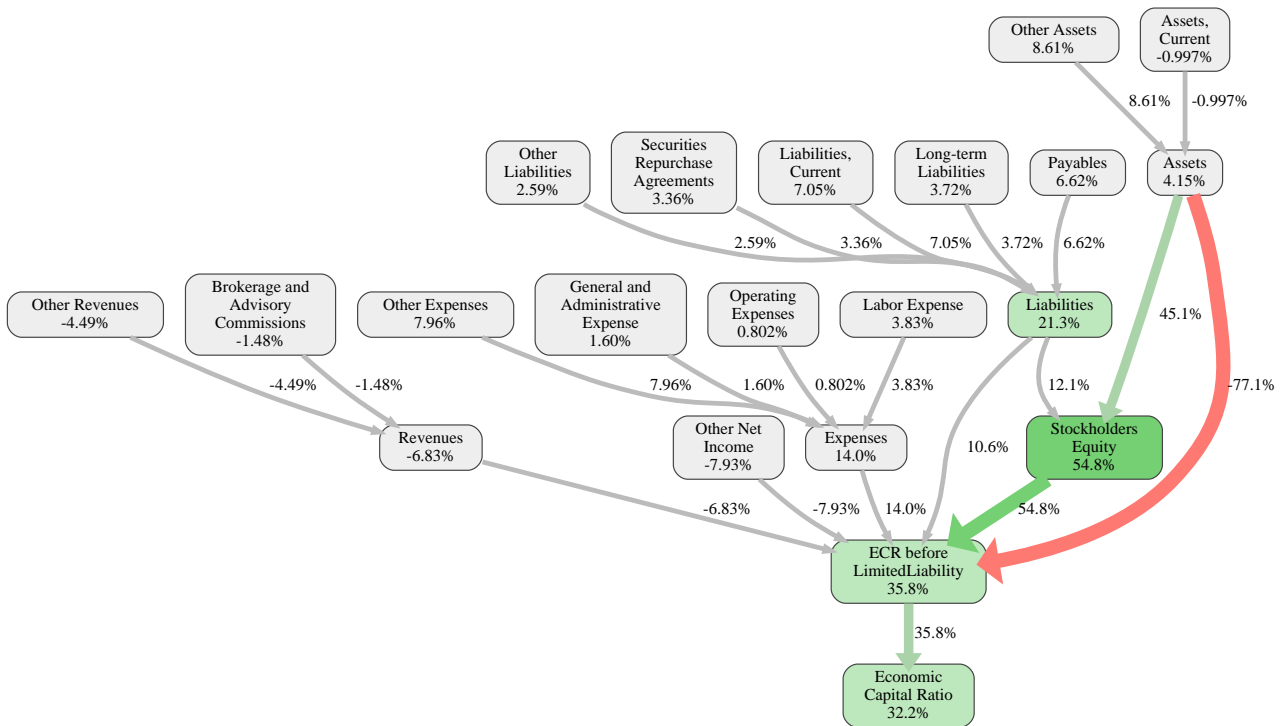 Other Assets
8.61%
Assets,
Current
-0.997%
8.61%
-0.997%
Other
Liabilities
2.59%
Securities
Repurchase
Agreements
3.36%
Liabilities,
Current
7.05%
Long-term
Liabilities
3.72%
Payables
6.62%
Assets
4.15%
2.59%
3.36%
7.05%
3.72%
6.62%
Other Revenues
-4.49%
Brokerage and
Advisory
Commissions
-1.48%
Other Expenses
7.96%
General and
Administrative
Expense
1.60%
Operating
Expenses
0.802%
Labor Expense
3.83%
Liabilities
21.3%
45.1%
-4.49%
-1.48%
7.96%
1.60%
0.802%
3.83%
12.1%
-77.1%
Revenues
-6.83%
Other Net
Income
-7.93%
Expenses
14.0%
10.6%
Stockholders
Equity
54.8%
-6.83%
-7.93%
14.0%
54.8%
ECR before
LimitedLiability
35.8%
35.8%
Economic
Capital Ratio
32.2%